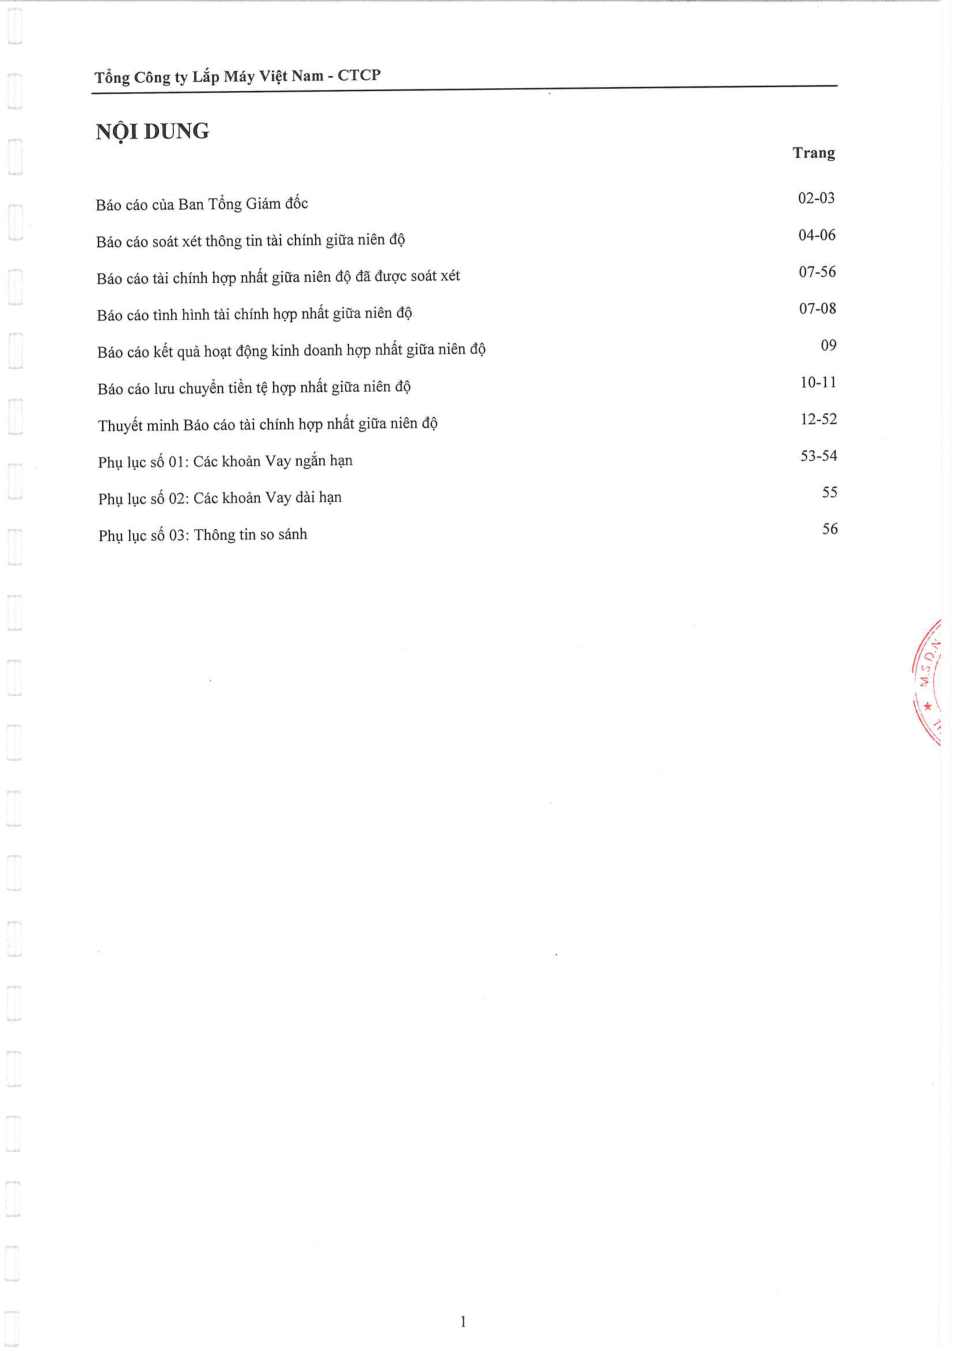 Tổng Công ty Lắp Máy Việt Nam - CTCP
NỘI DUNG
Trang
Báo cáo của Ban Tổng Giám đốc 02-03
Báo cáo soát xét thông tin tài chính giữa niên độ 04-06
Báo cáo tài chính hợp nhất giữa niên độ đã được soát xét 07-56
Báo cáo tình hình tài chính hợp nhất giữa niên độ 07-08
Báo cáo kết quả hoạt động kinh doanh hợp nhất giữa niên độ 09
Báo cáo lưu chuyển tiền tệ hợp nhất giữa niên độ 10-11
Thuyết minh Báo cáo tài chính hợp nhất giữa niên độ 12-52
Phụ lục số 01: Các khoản Vay ngắn hạn 53-54
Phụ lục số 02: Các khoản Vay dài hạn 55
Phụ lục số 03: Thông tin so sánh 56
M.S.D.N
1